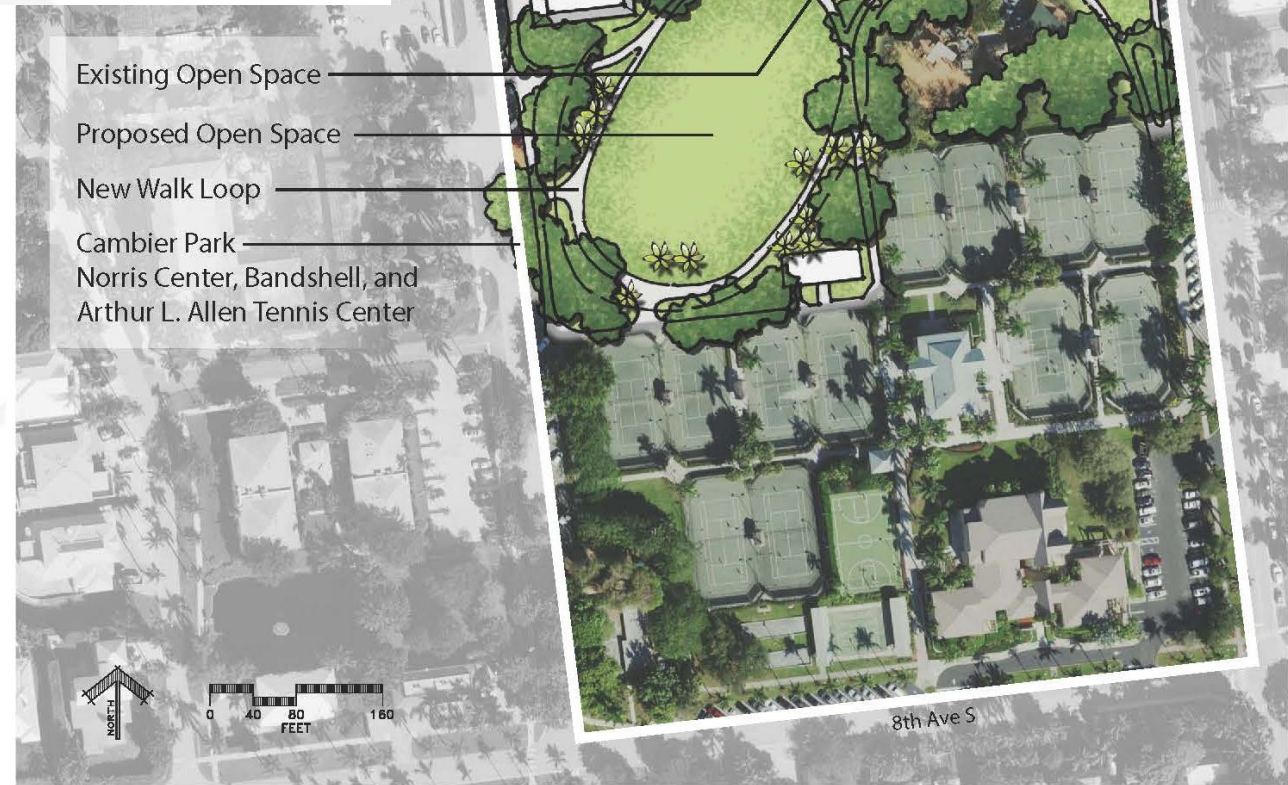 Existing Open Space
Proposed Open Space
New Walk Loop
Cambier Park
Norris Center, Bandshell, and
Arthur L. Allen Tennis Center
NORTH
0 40 80 160
FEET
8th Ave S